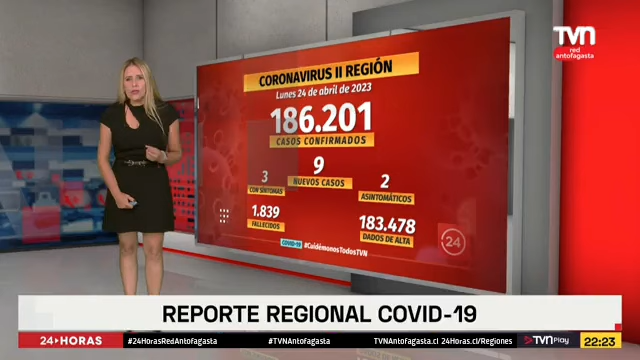 TVN
red
antofagasta
CORONAVIRUS II REGIÓN
Lunes 24 de abril de 2023
186.201
CASOS CONFIRMADOS
3
CON SÍNTOMAS
9
NUEVOS CASOS
2
ASINTOMÁTICOS
1.839
FALLECIDOS
183.478
DADOS DE ALTA
24
COVID-19 #CuidémonosTodosTVN
REPORTE REGIONAL COVID-19
24 HORAS #24HorasRedAntofagasta #TVNAntofagasta TVNAntofagasta.cl 24Horas.cl/Regiones TVN Play 22:23